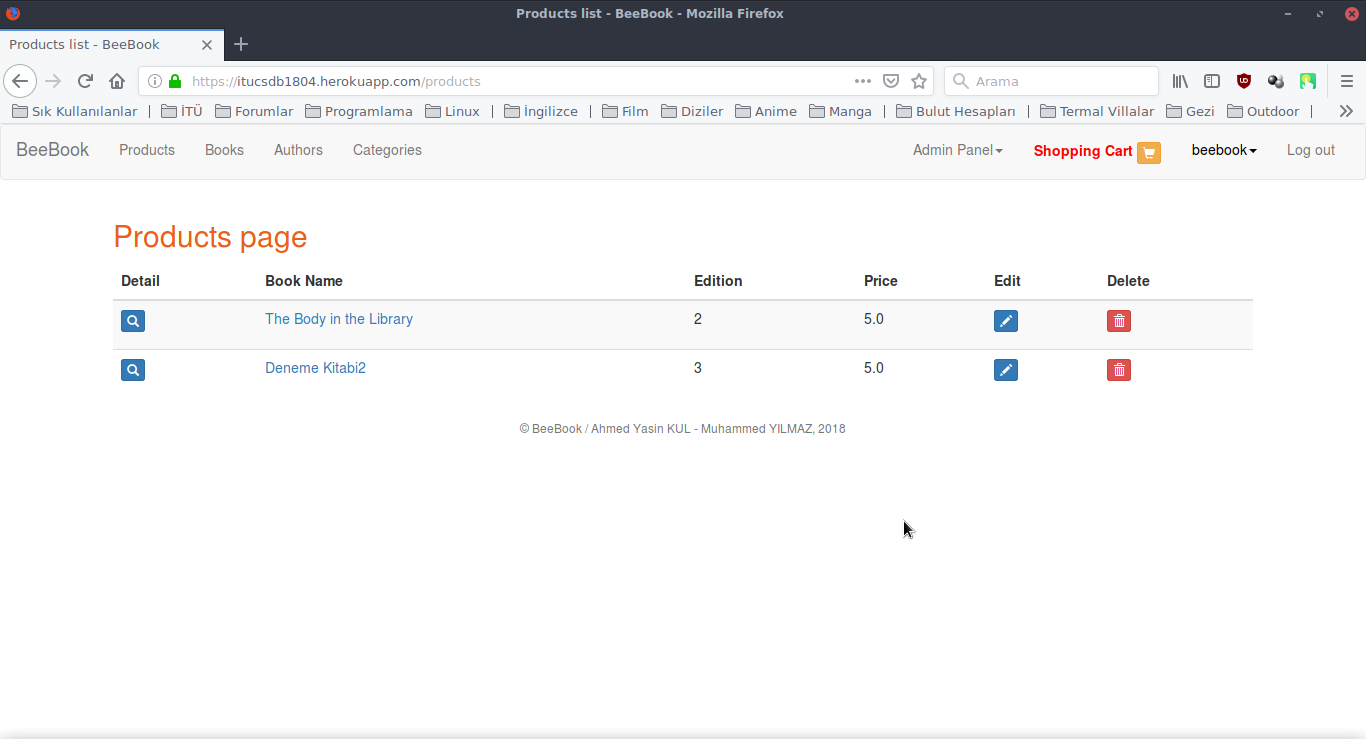 Products list - BeeBook - Mozilla Firefox
Products list - BeeBook
https://itucsdb1804.herokuapp.com/products
Arama
Sık Kullanılanlar | İTÜ Forumlar Programlama Linux | İngilizce | Film Diziler Anime Manga | Bulut Hesapları | Termal Villalar Gezi Outdoor |
BeeBook Products Books Authors Categories Admin Panel Shopping Cart beebook Log out
Products page
Detail Book Name Edition Price Edit Delete
The Body in the Library 2 5.0
Deneme Kitabi2 3 5.0
© BeeBook / Ahmed Yasin KUL - Muhammed YILMAZ, 2018